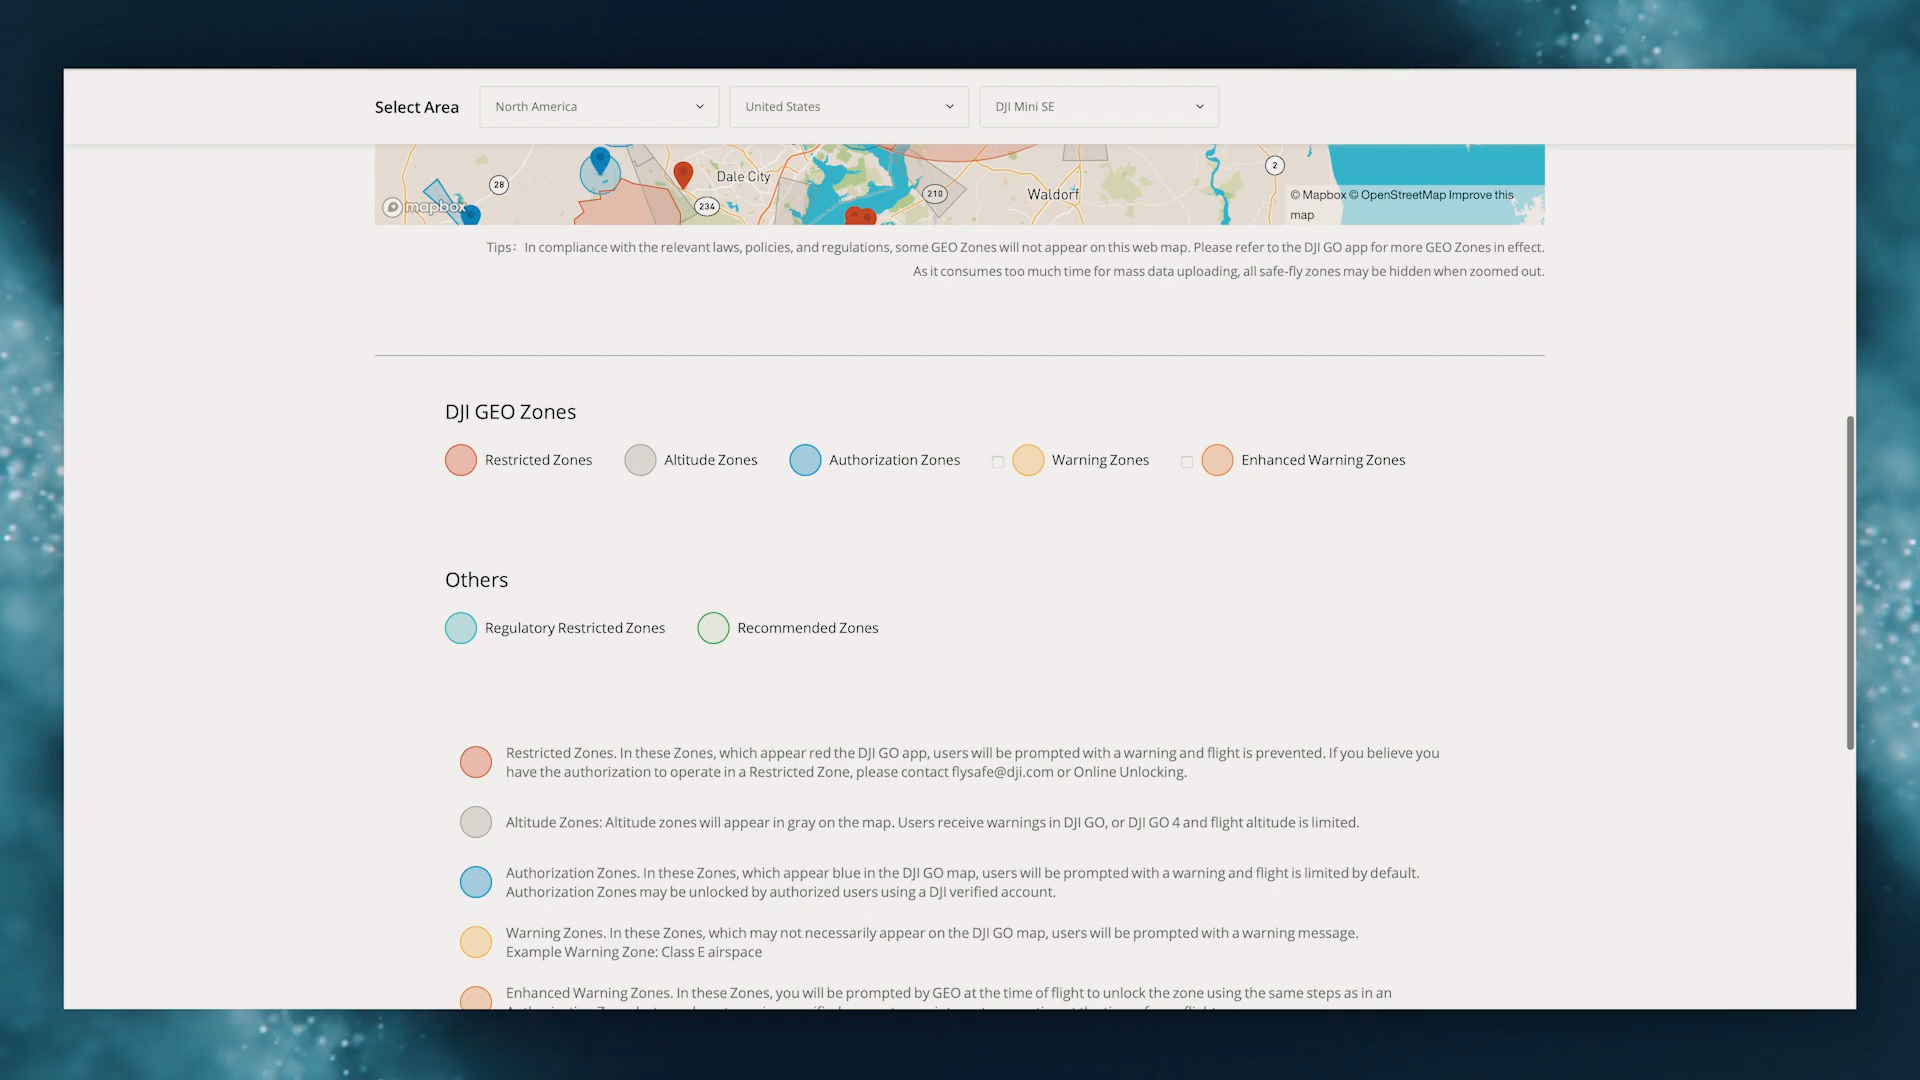 Select Area
North America
United States
DJI Mini SE
28
Dale City
234
210
Waldorf
2
mapbox
© Mapbox © OpenStreetMap Improve this
map
Tips： In compliance with the relevant laws, policies, and regulations, some GEO Zones will not appear on this web map. Please refer to the DJI GO app for more GEO Zones in effect.
As it consumes too much time for mass data uploading, all safe-fly zones may be hidden when zoomed out.
DJI GEO Zones
Restricted Zones
Altitude Zones
Authorization Zones
Warning Zones
Enhanced Warning Zones
Others
Regulatory Restricted Zones
Recommended Zones
Restricted Zones. In these Zones, which appear red the DJI GO app, users will be prompted with a warning and flight is prevented. If you believe you
have the authorization to operate in a Restricted Zone, please contact flysafe@dji.com or Online Unlocking.
Altitude Zones: Altitude zones will appear in gray on the map. Users receive warnings in DJI GO, or DJI GO 4 and flight altitude is limited.
Authorization Zones. In these Zones, which appear blue in the DJI GO map, users will be prompted with a warning and flight is limited by default.
Authorization Zones may be unlocked by authorized users using a DJI verified account.
Warning Zones. In these Zones, which may not necessarily appear on the DJI GO map, users will be prompted with a warning message.
Example Warning Zone: Class E airspace
Enhanced Warning Zones. In these Zones, you will be prompted by GEO at the time of flight to unlock the zone using the same steps as in an